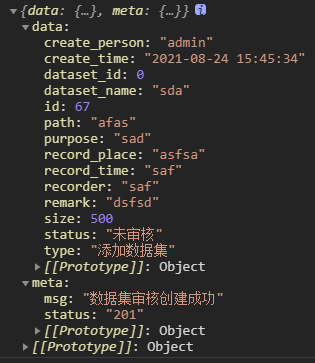 ▼{data: {…}, meta: {…}} i
▼data:
create_person: "admin"
create_time: "2021-08-24 15:45:34"
dataset_id: 0
dataset_name: "sda"
id: 67
path: "afas"
purpose: "sad"
record_place: "asfsa"
record_time: "saf"
recorder: "saf"
remark: "dsfsd"
size: 500
status: "未审核"
type: "添加数据集"
▶[[Prototype]]: Object
▼meta:
msg: "数据集审核创建成功"
status: "201"
▶[[Prototype]]: Object
▶[[Prototype]]: Object